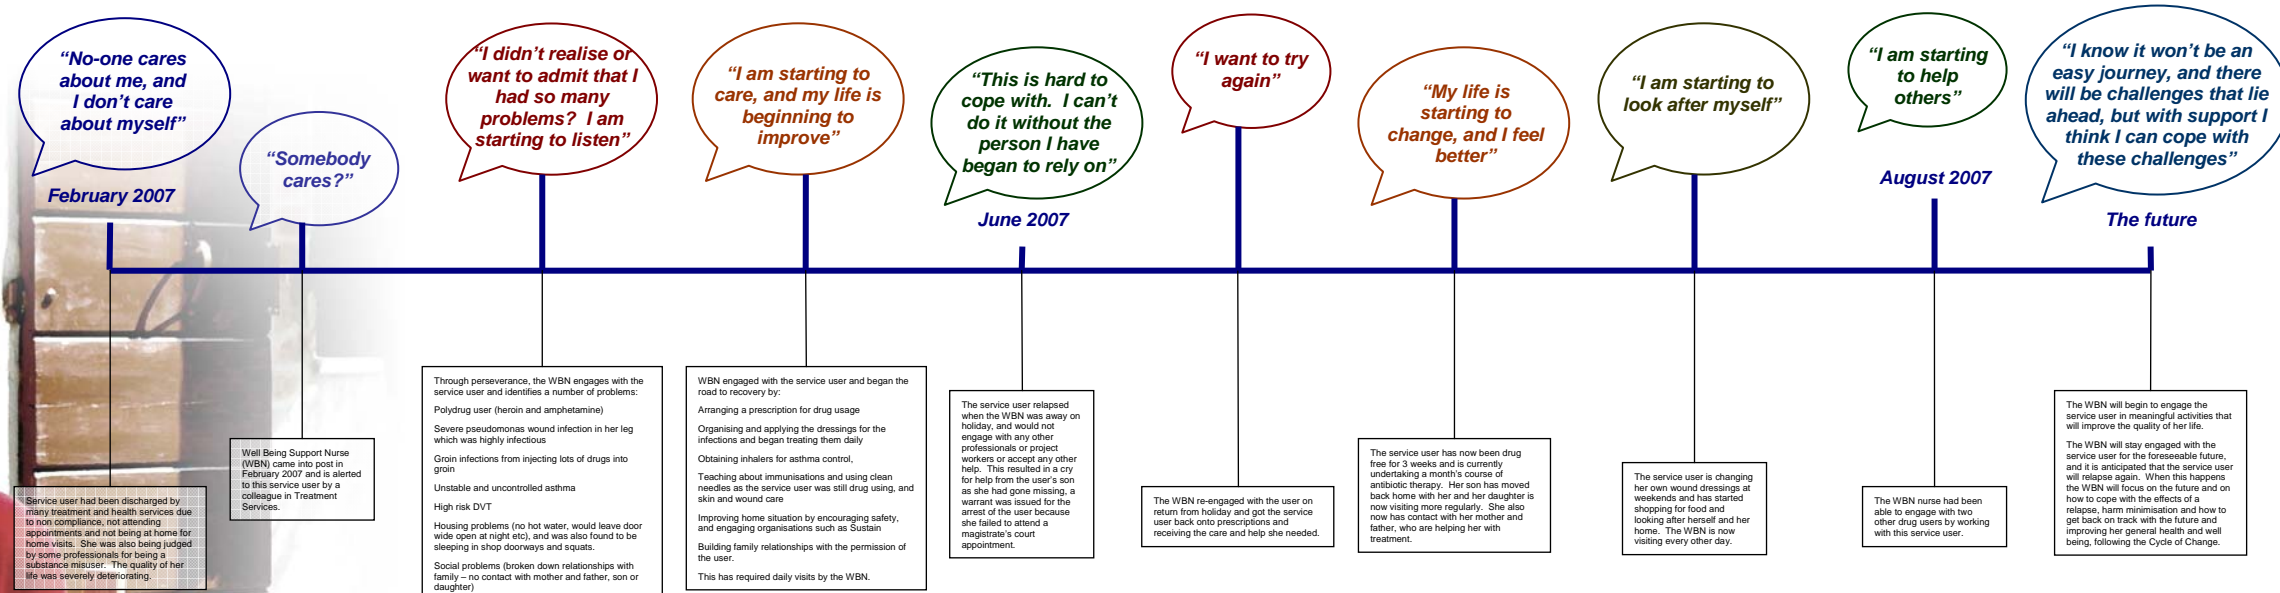 “No-one cares
about me, and
I don’t care
about myself”
February 2007
“Somebody
cares?”
“I didn’t realise or
want to admit that I
had so many
problems? I am
starting to listen”
“I am starting to
care, and my life is
beginning to
improve”
“This is hard to
cope with. I can’t
do it without the
person I have
began to rely on”
June 2007
“I want to try
again”
“My life is
starting to
change, and I feel
better”
“I am starting to
look after myself”
“I am starting
to help
others”
August 2007
“I know it won’t be an
easy journey, and there
will be challenges that lie
ahead, but with support I
think I can cope with
these challenges”
The future
Service user had been discharged by
many treatment and health services due
to non compliance, not attending
appointments and not being at home for
home visits. She was also being judged
by some professionals for being a
substance misuser. The quality of her
life was severely deteriorating.
Well Being Support Nurse
(WBN) came into post in
February 2007 and is alerted
to this service user by a
colleague in Treatment
Services.
Through perseverance, the WBN engages with the
service user and identifies a number of problems:
Polydrug user (heroin and amphetamine)
Severe pseudomonas wound infection in her leg
which was highly infectious
Groin infections from injecting lots of drugs into
groin
Unstable and uncontrolled asthma
High risk DVT
Housing problems (no hot water, would leave door
wide open at night etc), and was also found to be
sleeping in shop doorways and squats.
Social problems (broken down relationships with
family – no contact with mother and father, son or
daughter)
WBN engaged with the service user and began the
road to recovery by:
Arranging a prescription for drug usage
Organising and applying the dressings for the
infections and began treating them daily
Obtaining inhalers for asthma control,
Teaching about immunisations and using clean
needles as the service user was still drug using, and
skin and wound care
Improving home situation by encouraging safety,
and engaging organisations such as Sustain
Building family relationships with the permission of
the user.
This has required daily visits by the WBN.
The service user relapsed
when the WBN was away on
holiday, and would not
engage with any other
professionals or project
workers or accept any other
help. This resulted in a cry
for help from the user’s son
as she had gone missing, a
warrant was issued for the
arrest of the user because
she failed to attend a
magistrate’s court
appointment.
The WBN re-engaged with the user on
return from holiday and got the service
user back onto prescriptions and
receiving the care and help she needed.
The service user has now been drug
free for 3 weeks and is currently
undertaking a month’s course of
antibiotic therapy. Her son has moved
back home with her and her daughter is
now visiting more regularly. She also
now has contact with her mother and
father, who are helping her with
treatment.
The service user is changing
her own wound dressings at
weekends and has started
shopping for food and
looking after herself and her
home. The WBN is now
visiting every other day.
The WBN nurse had been
able to engage with two
other drug users by working
with this service user.
The WBN will begin to engage the
service user in meaningful activities that
will improve the quality of her life.
The WBN will stay engaged with the
service user for the foreseeable future,
and it is anticipated that the service user
will relapse again. When this happens
the WBN will focus on the future and on
how to cope with the effects of a
relapse, harm minimisation and how to
get back on track with the future and
improving her general health and well
being, following the Cycle of Change.